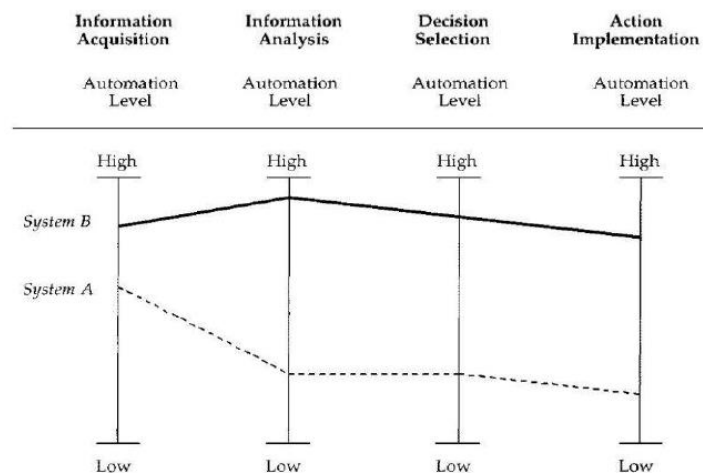 Information Acquisition
Information Analysis
Decision Selection
Action Implementation
Automation Level
Automation Level
Automation Level
Automation Level
High
High
High
High
System B
System A
Low
Low
Low
Low